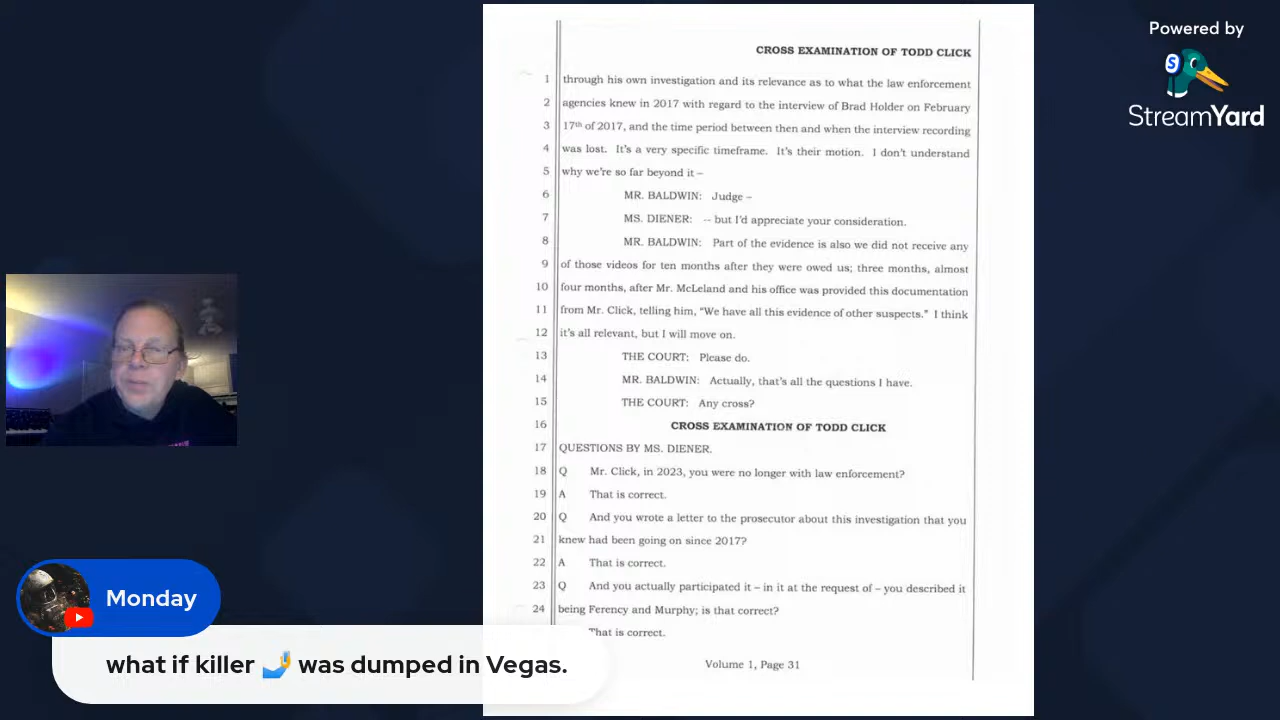 Powered by
StreamYard
CROSS EXAMINATION OF TODD CLICK
1 through his own investigation and its relevance as to what the law enforcement
2 agencies knew in 2017 with regard to the interview of Brad Holder on February
3 17th of 2017, and the time period between then and when the interview recording
4 was lost. It's a very specific timeframe. It's their motion. I don't understand
5 why we're so far beyond it –
6 MR. BALDWIN: Judge –
7 MS. DIENER: -- but I'd appreciate your consideration.
8 MR. BALDWIN: Part of the evidence is also we did not receive any
9 of those videos for ten months after they were owed us; three months, almost
10 four months, after Mr. McLeland and his office was provided this documentation
11 from Mr. Click, telling him, "We have all this evidence of other suspects." I think
12 it's all relevant, but I will move on.
13 THE COURT: Please do.
14 MR. BALDWIN: Actually, that's all the questions I have.
15 THE COURT: Any cross?
16 CROSS EXAMINATION OF TODD CLICK
17 QUESTIONS BY MS. DIENER.
18 Q Mr. Click, in 2023, you were no longer with law enforcement?
19 A That is correct.
20 Q And you wrote a letter to the prosecutor about this investigation that you
21 knew had been going on since 2017?
22 A That is correct.
23 Q And you actually participated it – in it at the request of – you described it
24 being Ferency and Murphy; is that correct?
That is correct.
Volume 1, Page 31
Monday
what if killer 🤳 was dumped in Vegas.